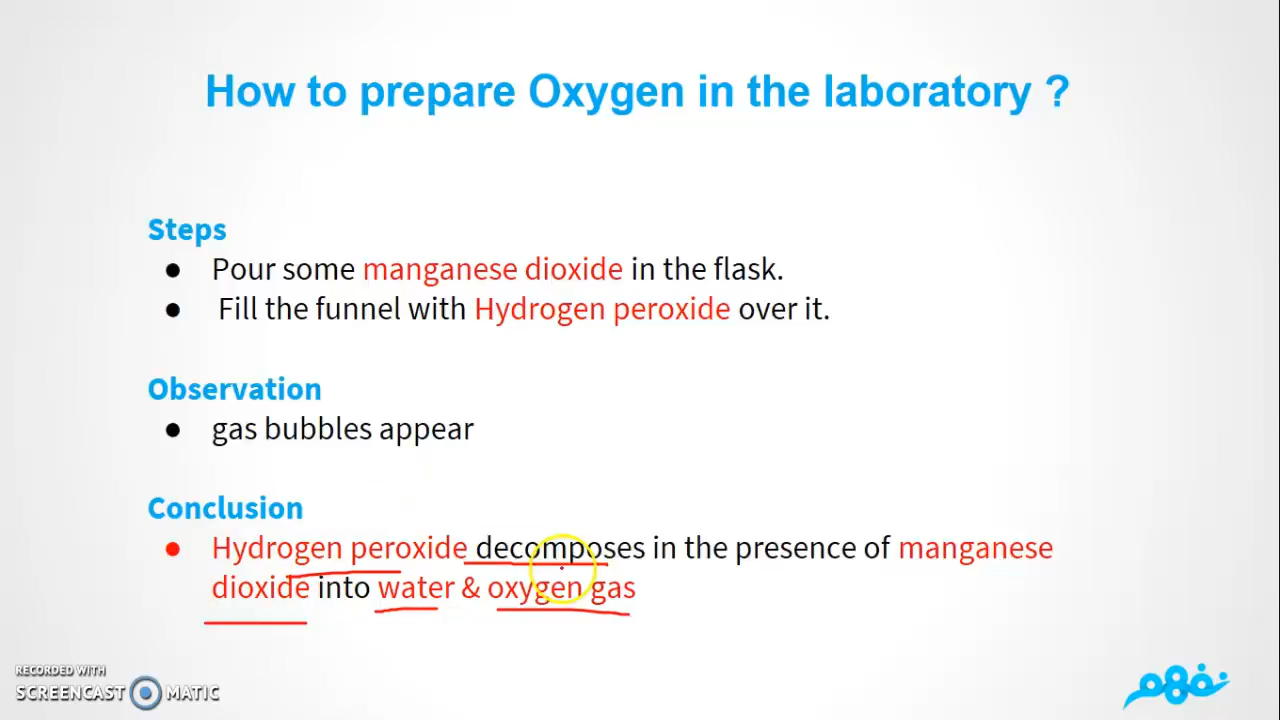 How to prepare Oxygen in the laboratory ?
Steps
● Pour some manganese dioxide in the flask.
● Fill the funnel with Hydrogen peroxide over it.
Observation
● gas bubbles appear
Conclusion
● Hydrogen peroxide decomposes in the presence of manganese
dioxide into water & oxygen gas
RECORDED WITH
SCREENCAST MATIC
نفهم